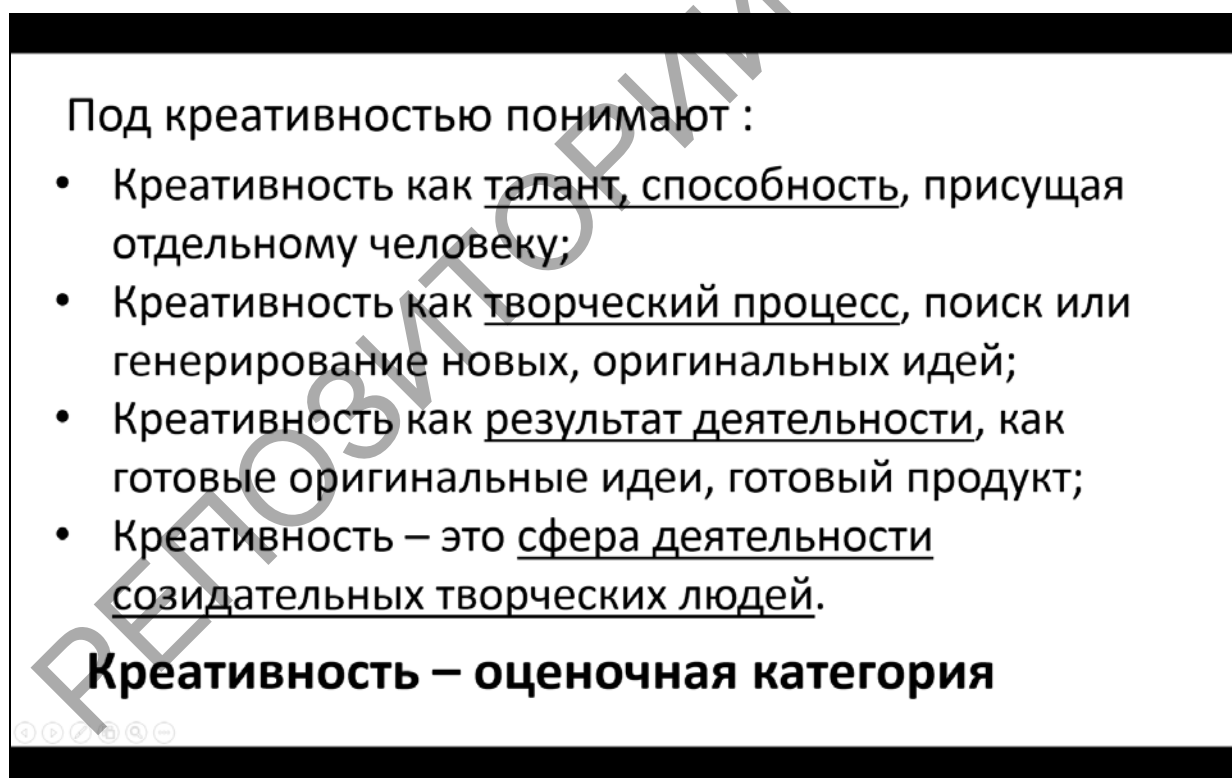 Под креативностью понимают :
• Креативность как талант, способность, присущая
отдельному человеку;
• Креативность как творческий процесс, поиск или
генерирование новых, оригинальных идей;
• Креативность как результат деятельности, как
готовые оригинальные идеи, готовый продукт;
• Креативность – это сфера деятельности
созидательных творческих людей.
Креативность – оценочная категория
РЕПОЗИТОРИЙ